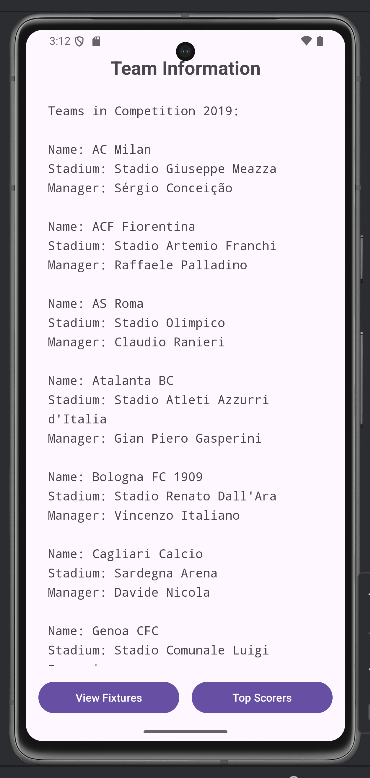 3:12
Team Information
Teams in Competition 2019:
Name: AC Milan
Stadium: Stadio Giuseppe Meazza
Manager: Sérgio Conceição
Name: ACF Fiorentina
Stadium: Stadio Artemio Franchi
Manager: Raffaele Palladino
Name: AS Roma
Stadium: Stadio Olimpico
Manager: Claudio Ranieri
Name: Atalanta BC
Stadium: Stadio Atleti Azzurri
d'Italia
Manager: Gian Piero Gasperini
Name: Bologna FC 1909
Stadium: Stadio Renato Dall'Ara
Manager: Vincenzo Italiano
Name: Cagliari Calcio
Stadium: Sardegna Arena
Manager: Davide Nicola
Name: Genoa CFC
Stadium: Stadio Comunale Luigi
View Fixtures
Top Scorers